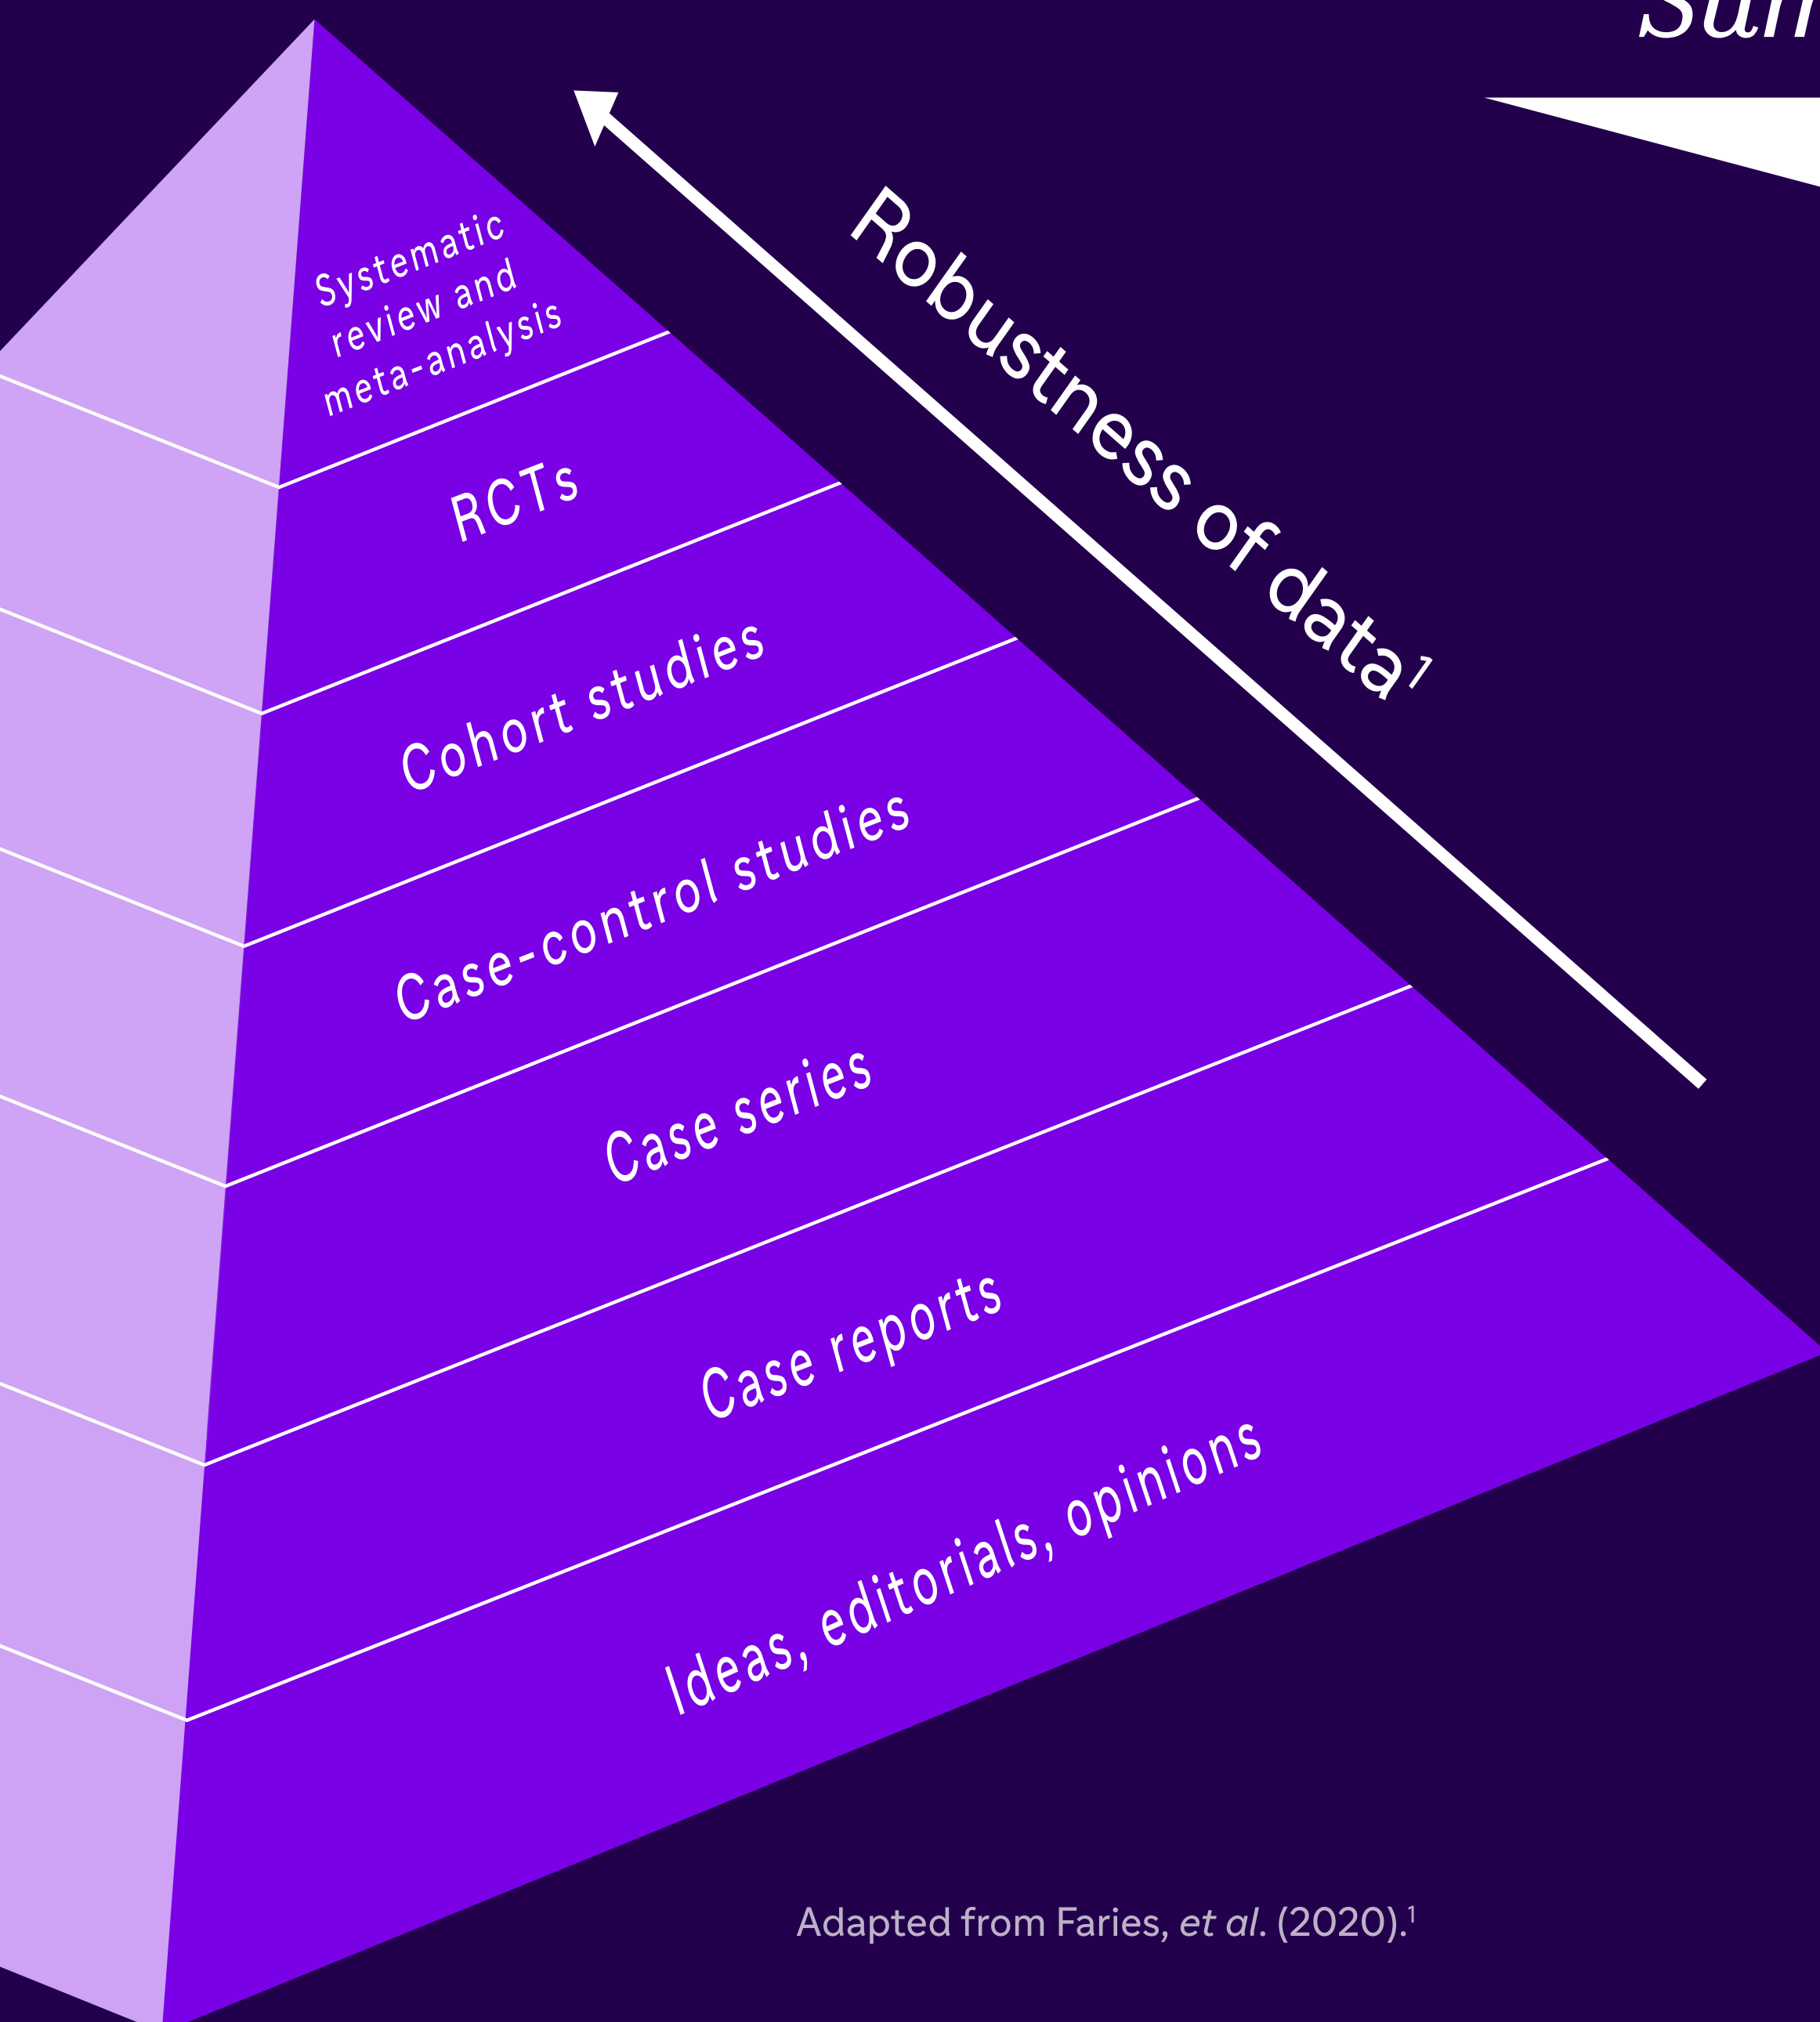 Systematic
review and
meta-analysis
RCTs
Cohort studies
Case-control studies
Case series
Case reports
Ideas, editorials, opinions
Robustness of data¹
Adapted from Faries, et al. (2020).¹